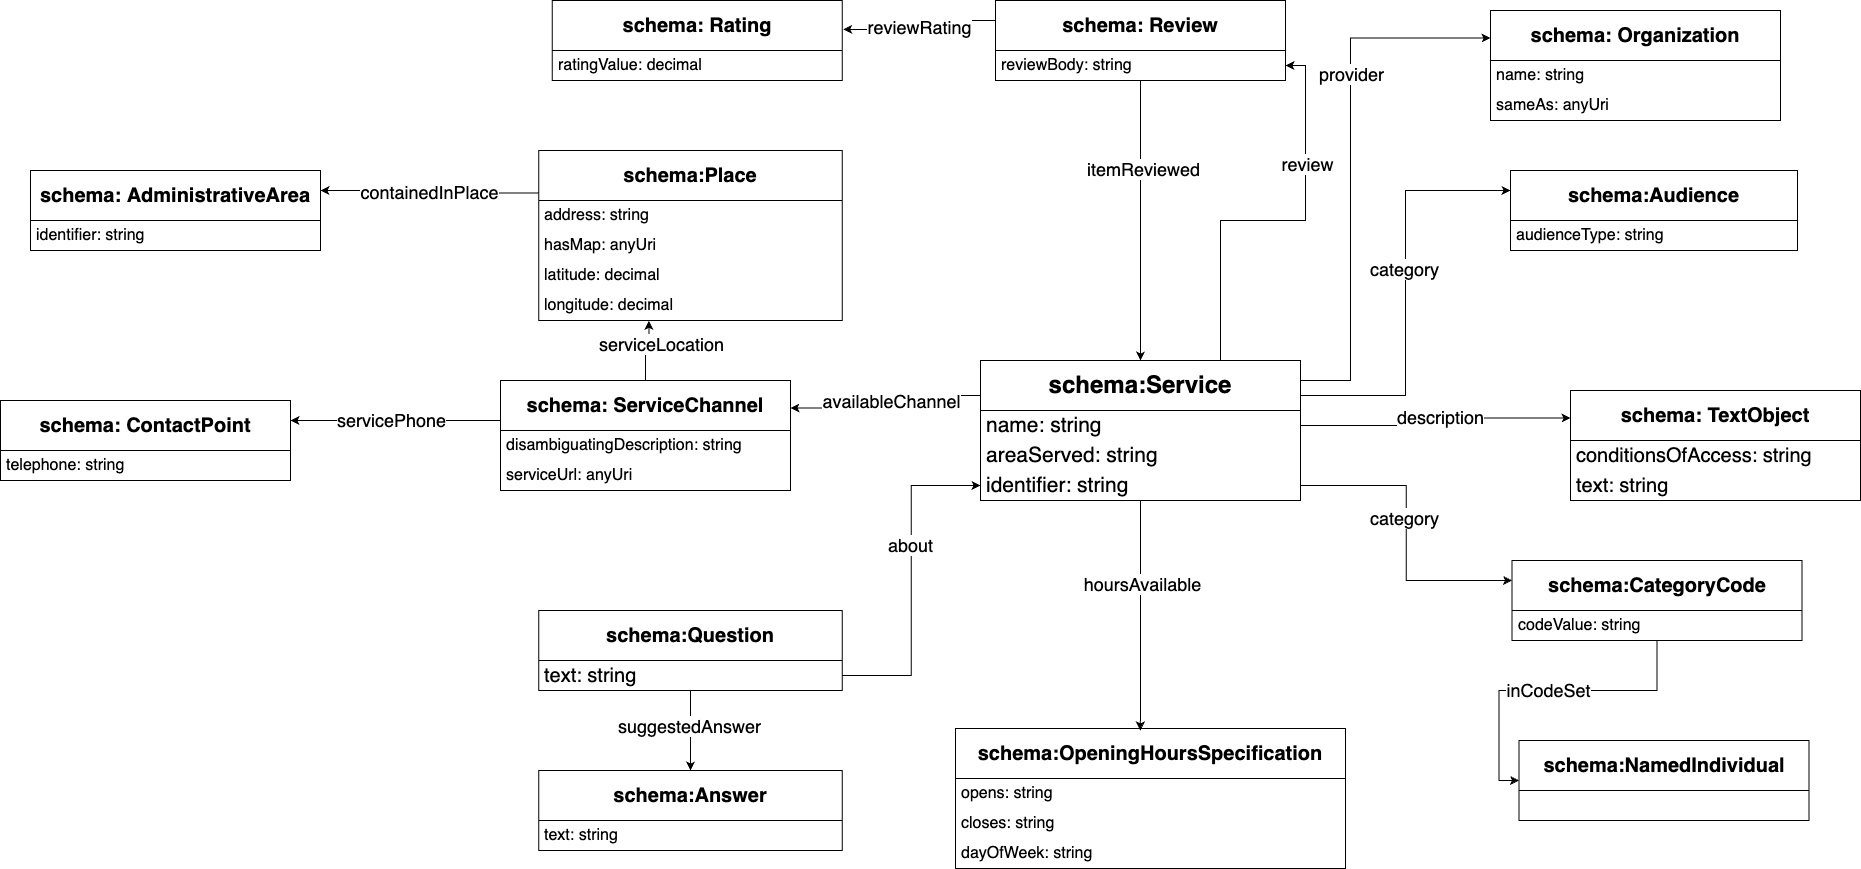 schema: Rating
ratingValue: decimal
reviewRating
schema: Review
reviewBody: string
schema: Organization
name: string
sameAs: anyUri
provider
itemReviewed
review
schema: AdministrativeArea
identifier: string
containedInPlace
schema:Place
address: string
hasMap: anyUri
latitude: decimal
longitude: decimal
schema:Audience
audienceType: string
category
serviceLocation
schema: ContactPoint
telephone: string
servicePhone
schema: ServiceChannel
disambiguatingDescription: string
serviceUrl: anyUri
availableChannel
schema:Service
name: string
areaServed: string
identifier: string
description
schema: TextObject
conditionsOfAccess: string
text: string
category
about
hoursAvailable
schema:CategoryCode
codeValue: string
schema:Question
text: string
inCodeSet
suggestedAnswer
schema:Answer
text: string
schema:OpeningHoursSpecification
opens: string
closes: string
dayOfWeek: string
schema:NamedIndividual